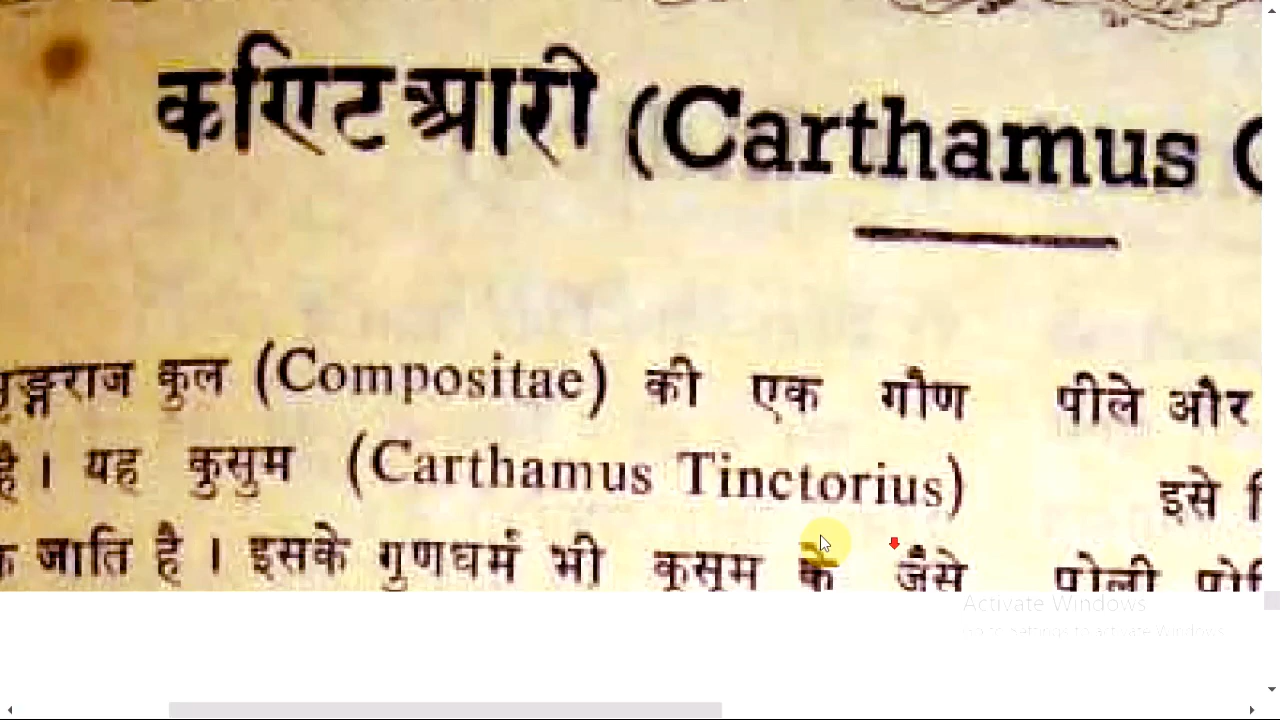 कण्टिआरी (Carthamus
भृङ्गराज कुल (Compositae) की एक गौण पीले और
है । यह कुसुम (Carthamus Tinctorius) इसे
क जाति है । इसके गुणधर्म भी कुसुम के जैसे पोली
Activate Windows
Go to Settings to activate Windows.